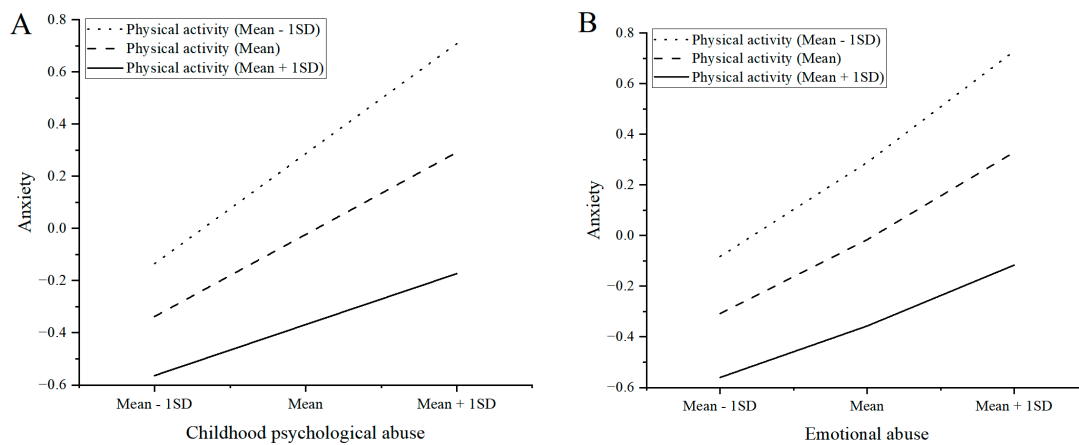 A
Physical activity (Mean - 1SD)
Physical activity (Mean)
Physical activity (Mean + 1SD)
0.8
0.6
0.4
0.2
0.0
−0.2
−0.4
−0.6
Anxiety
Mean - 1SD
Mean
Mean + 1SD
Childhood psychological abuse
B
Physical activity (Mean - 1SD)
Physical activity (Mean)
Physical activity (Mean + 1SD)
0.8
0.6
0.4
0.2
0.0
−0.2
−0.4
−0.6
Anxiety
Mean - 1SD
Mean
Mean + 1SD
Emotional abuse